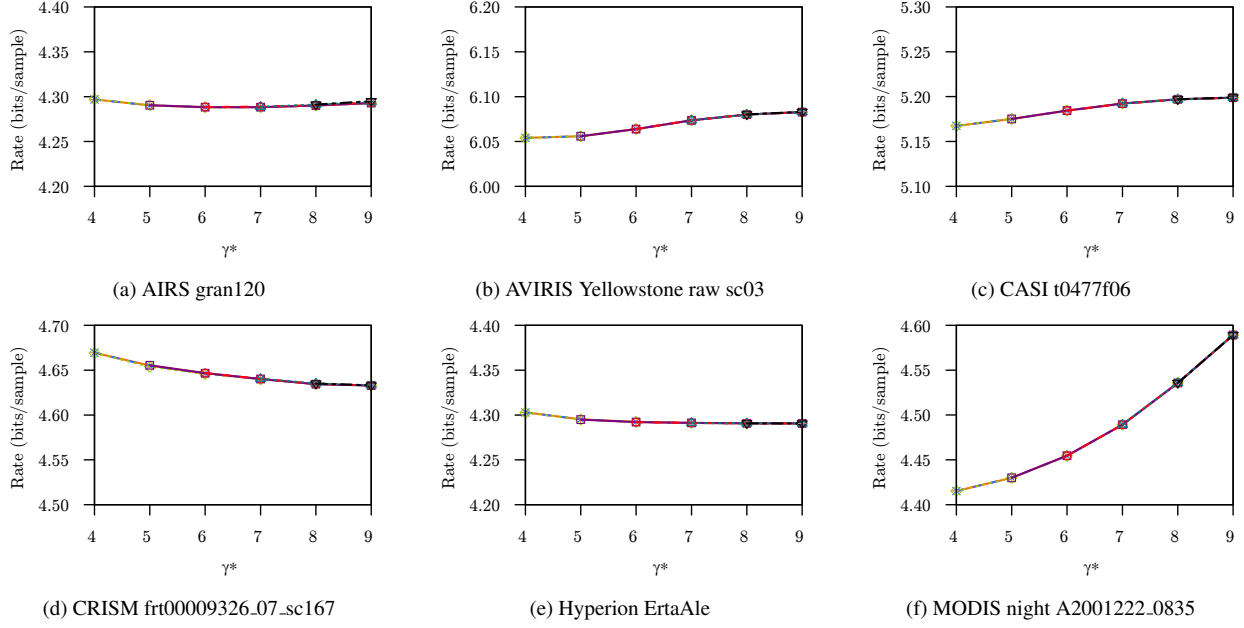 4.40
4.35
4.30
4.25
4.20
Rate (bits/sample)
4 5 6 7 8 9
γ*
(a) AIRS gran120
6.20
6.15
6.10
6.05
6.00
Rate (bits/sample)
4 5 6 7 8 9
γ*
(b) AVIRIS Yellowstone raw sc03
5.30
5.25
5.20
5.15
5.10
Rate (bits/sample)
4 5 6 7 8 9
γ*
(c) CASI t0477f06
4.70
4.65
4.60
4.55
4.50
Rate (bits/sample)
4 5 6 7 8 9
γ*
(d) CRISM frt00009326_07_sc167
4.40
4.35
4.30
4.25
4.20
Rate (bits/sample)
4 5 6 7 8 9
γ*
(e) Hyperion ErtaAle
4.60
4.55
4.50
4.45
4.40
Rate (bits/sample)
4 5 6 7 8 9
γ*
(f) MODIS night A2001222_0835